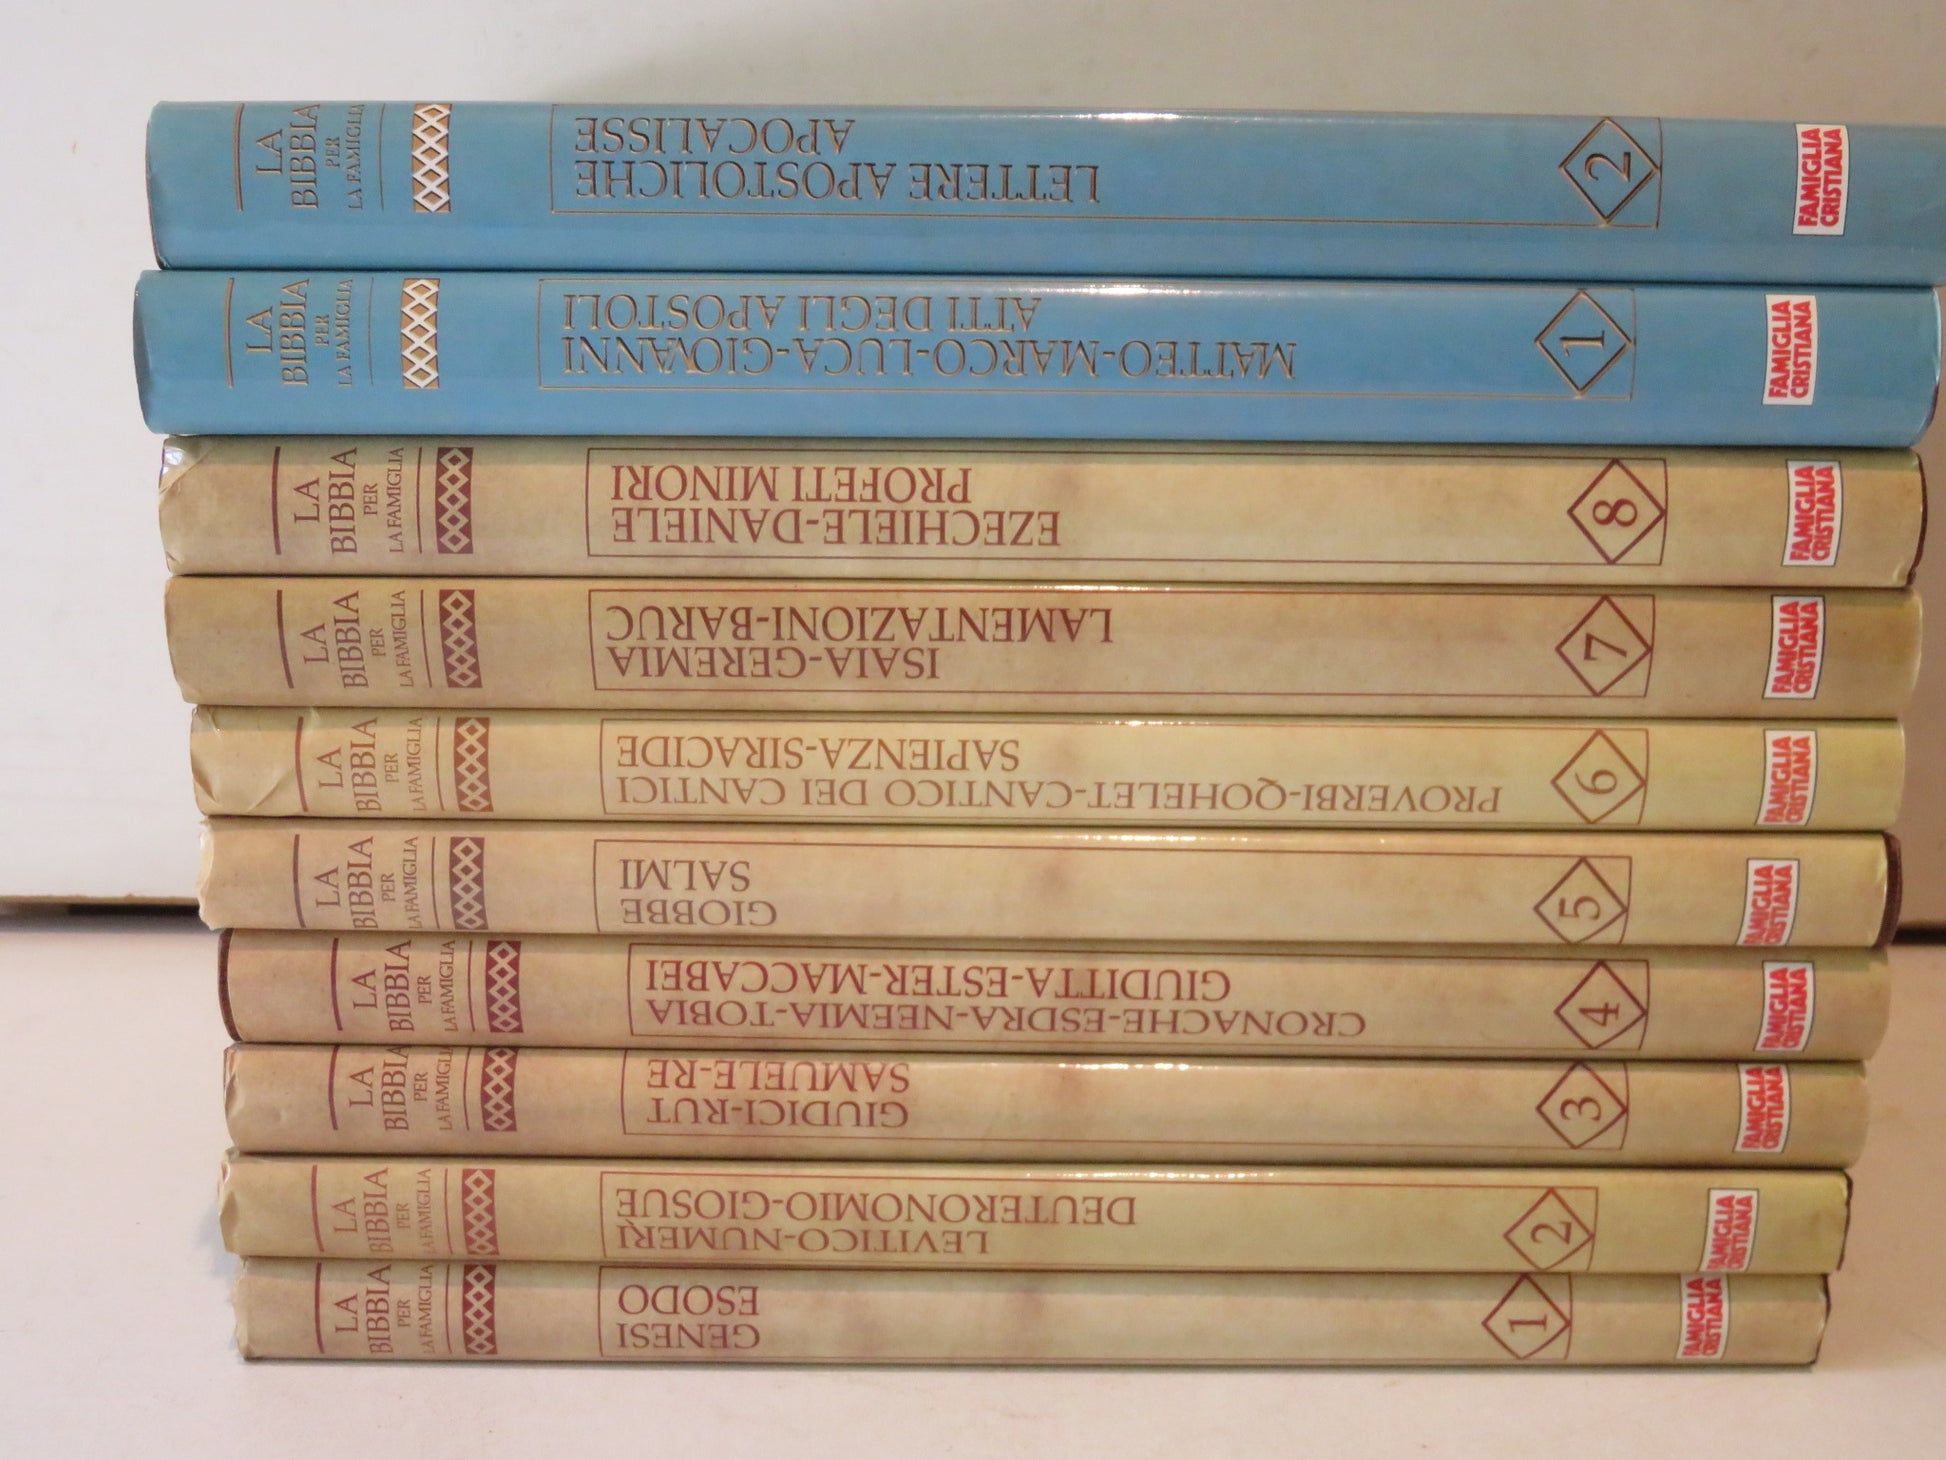 LA
BIBBIA
PER
LA FAMIGLIA
LETTERE APOSTOLICHE
APOCALISSE
2
FAMIGLIA
CRISTIANA
LA
BIBBIA
PER
LA FAMIGLIA
MATTEO-MARCO-LUCA-GIOVANNI
ATTI DEGLI APOSTOLI
1
FAMIGLIA
CRISTIANA
LA
BIBBIA
PER
LA FAMIGLIA
EZECHIELE-DANIELE
PROFETI MINORI
8
FAMIGLIA
CRISTIANA
LA
BIBBIA
PER
LA FAMIGLIA
ISAIA-GEREMIA
LAMENTAZIONI-BARUC
7
FAMIGLIA
CRISTIANA
LA
BIBBIA
PER
LA FAMIGLIA
PROVERBI-QOHELET-CANTICO DEI CANTICI
SAPIENZA-SIRACIDE
6
FAMIGLIA
CRISTIANA
LA
BIBBIA
PER
LA FAMIGLIA
GIOBBE
SALMI
5
FAMIGLIA
CRISTIANA
LA
BIBBIA
PER
LA FAMIGLIA
CRONACHE-ESDRA-NEEMIA-TOBIA
GIUDITTA-ESTER-MACCABEI
4
FAMIGLIA
CRISTIANA
LA
BIBBIA
PER
LA FAMIGLIA
GIUDICI-RUT
SAMUELE-RE
3
FAMIGLIA
CRISTIANA
LA
BIBBIA
PER
LA FAMIGLIA
LEVITICO-NUMERI
DEUTERONOMIO-GIOSUE
2
FAMIGLIA
CRISTIANA
LA
BIBBIA
PER
LA FAMIGLIA
GENESI
ESODO
1
FAMIGLIA
CRISTIANA